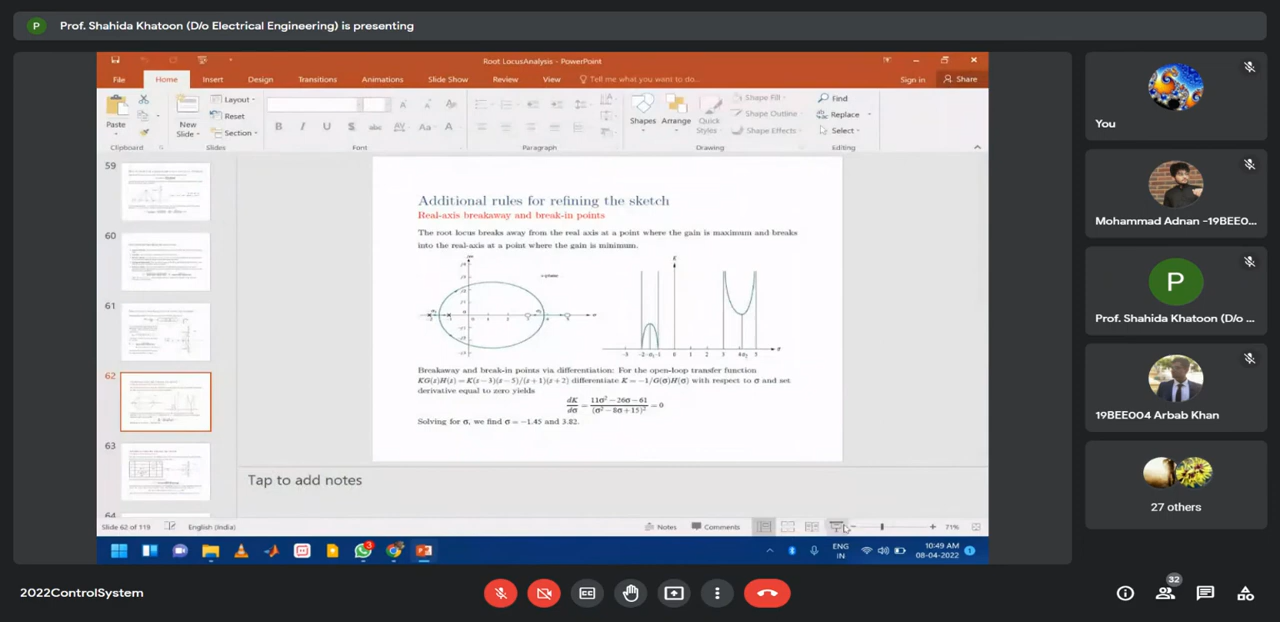 P Prof. Shahida Khatoon (D/o Electrical Engineering) is presenting
Root LocusAnalysis - PowerPoint
File Home Insert Design Transitions Animations Slide Show Review View Tell me what you want to do... Sign in Share
Paste
Clipboard
New Slide
Layout
Reset
Section
Slides
B I U S abc AV Aa A
Font
Paragraph
Shapes
Arrange
Quick Styles
Shape Fill
Shape Outline
Shape Effects
Drawing
Find
Replace
Select
Editing
59
60
61
62
63
64
Additional rules for refining the sketch
Real-axis breakaway and break-in points
The root locus breaks away from the real axis at a point where the gain is maximum and breaks
into the real-axis at a point where the gain is minimum.
Breakaway and break-in points via differentiation: For the open-loop transfer function
KG(s)H(s) = K(s−3)(s−5)/(s+1)(s+2) differentiate K = −1/G(σ)H(σ) with respect to σ and set
derivative equal to zero yields
dK/dσ = 11σ² − 26σ − 61 / (σ² − 8σ + 15)² = 0
Solving for σ, we find σ = −1.45 and 3.82.
Tap to add notes
Slide 62 of 119 English (India) Notes Comments 71%
3
ENG
IN
10:49 AM
08-04-2022
1
You
Mohammad Adnan -19BEE0...
P
Prof. Shahida Khatoon (D/o ...
19BEE004 Arbab Khan
27 others
2022ControlSystem
32